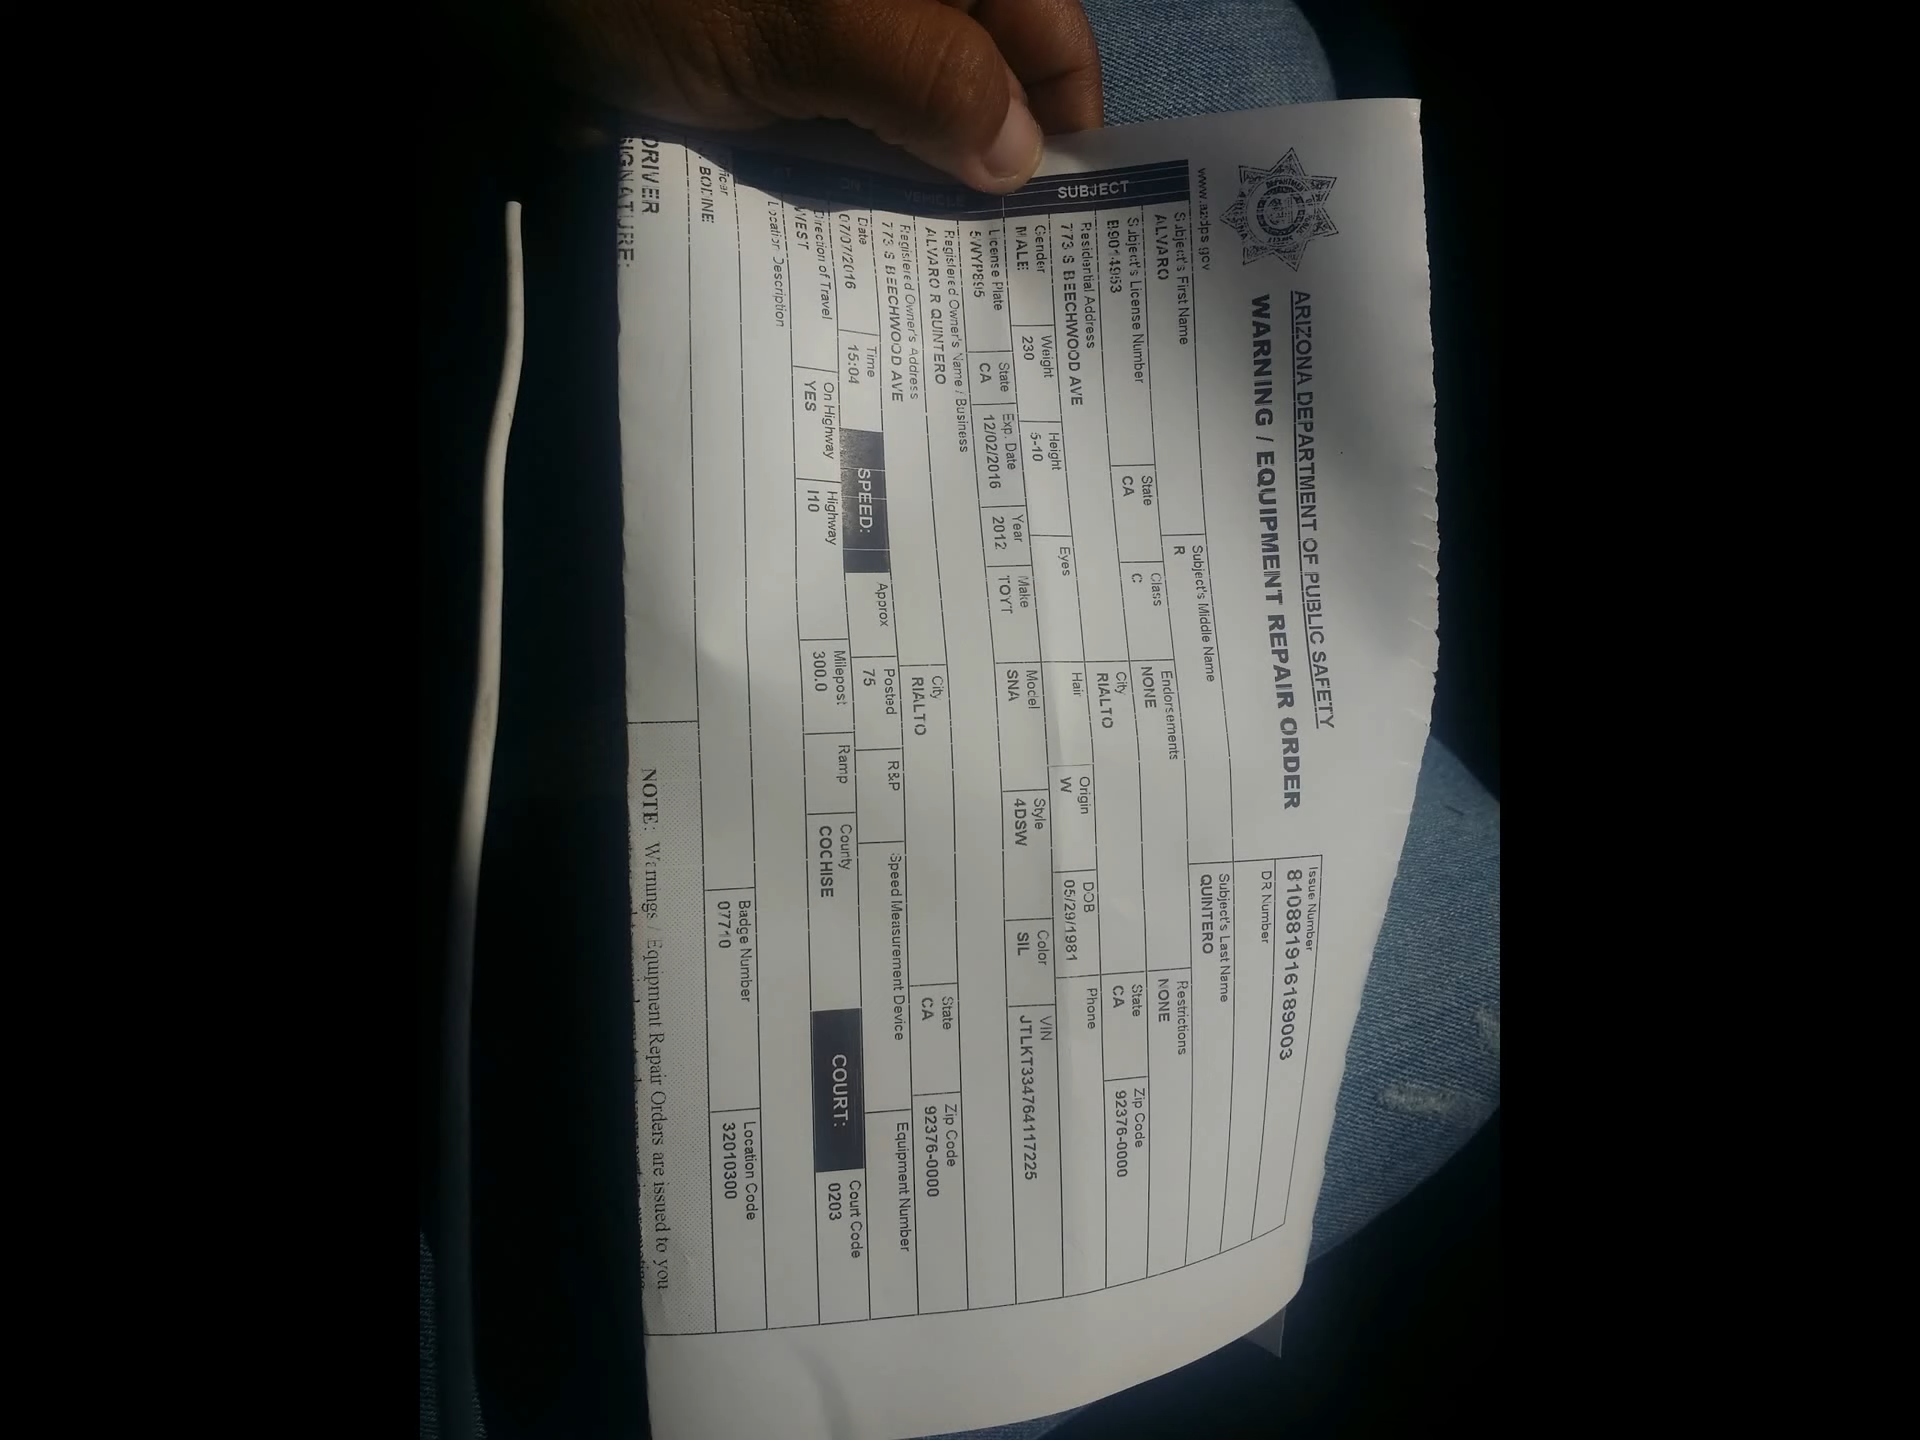 ARIZONA DEPARTMENT OF PUBLIC SAFETY
WARNING / EQUIPMENT REPAIR ORDER
Issue Number
810881916189003
DR Number
www.azdps.gov
SUBJECT
Subject's First Name Subject's Middle Name Subject's Last Name
ALVARO R QUINTERO
Subject's License Number State Class Endorsements Restrictions
CA C NONE NONE
Residential Address City State Zip Code
773 S BEECHWOOD AVE RIALTO CA 92376-0000
Gender Weight Height Eyes Hair Origin DOB Phone
MALE 230 5-10 W 05/29/1981
VEHICLE
License Plate State Exp. Date Year Make Model Style Color VIN
5WYP895 CA 12/02/2016 2012 TOYT SNA 4DSW SIL JTLKT334764117225
Registered Owner's Name / Business
ALVARO R QUINTERO
Registered Owner's Address City State Zip Code
773 S BEECHWOOD AVE RIALTO CA 92376-0000
ON
Date Time SPEED: Approx Posted R&P Speed Measurement Device Equipment Number
07/07/2016 15:04 75
AT
Direction of Travel On Highway Highway Milepost Ramp County COURT: Court Code
WEST YES I10 300.0 COCHISE 0203
Location Description
Officer Badge Number Location Code
BODINE 07710 32010300
DRIVER
SIGNATURE:
NOTE: Warnings / Equipment Repair Orders are issued to you